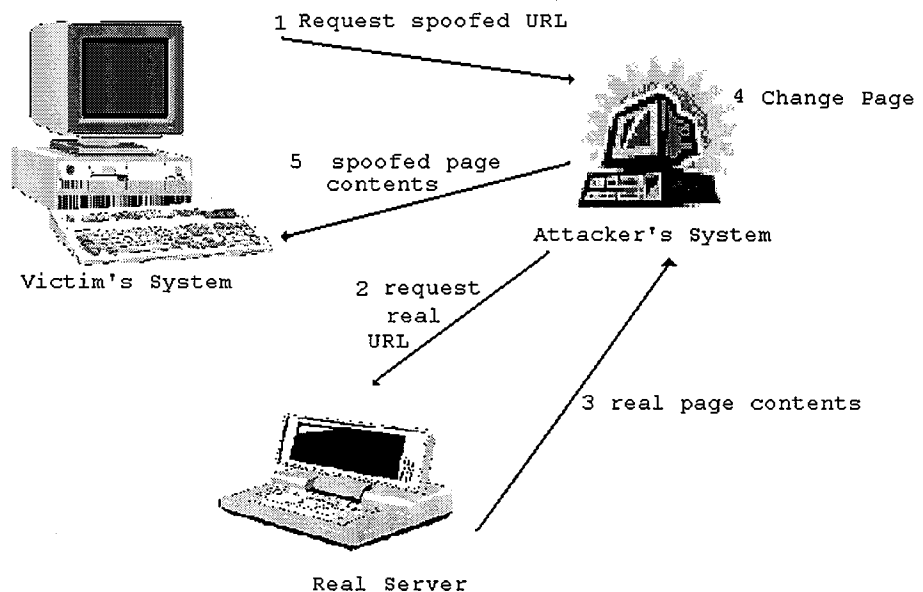 1 Request spoofed URL
4 Change Page
5 spoofed page
contents
Attacker's System
Victim's System
2 request
real
URL
3 real page contents
Real Server